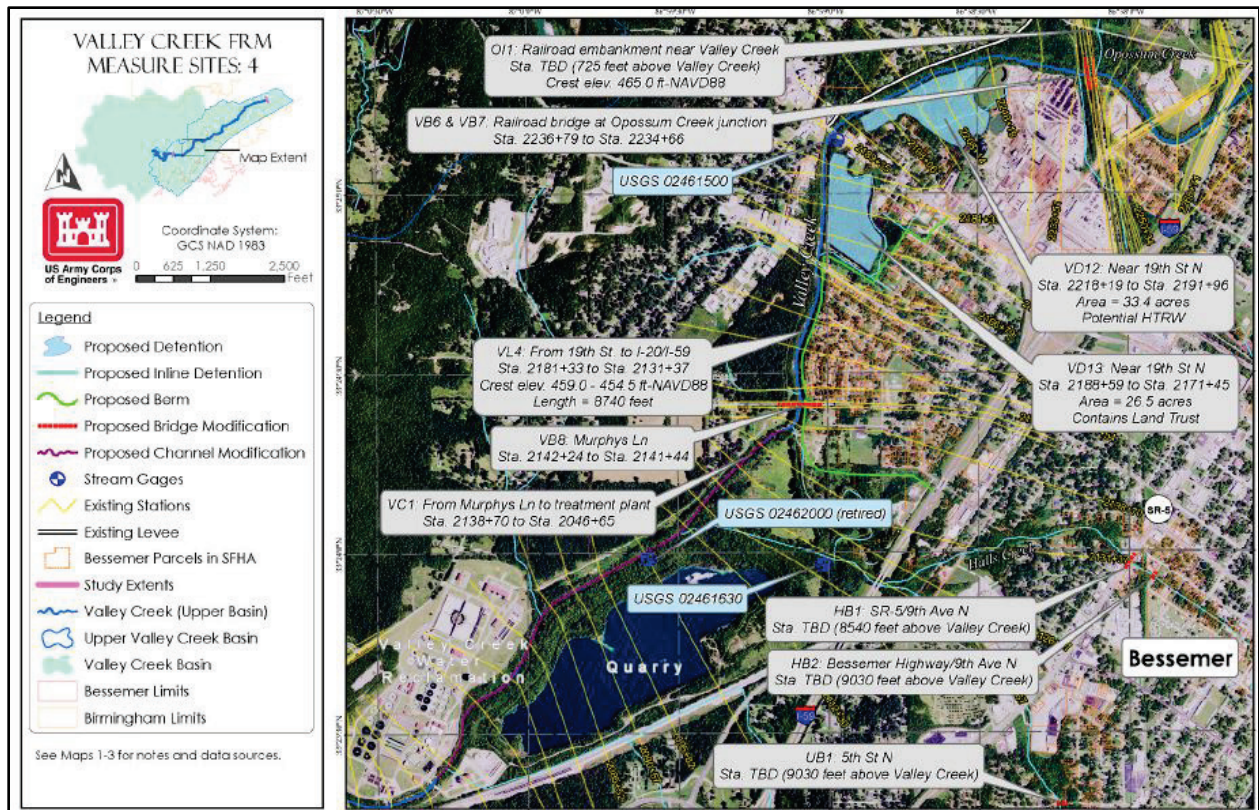 VALLEY CREEK FRM
MEASURE SITES: 4
Map Extent
N
US Army Corps
of Engineers
Coordinate System:
GCS NAD 1983
0 625 1,250 2,500
Feet
Legend
Proposed Detention
Proposed Inline Detention
Proposed Berm
Proposed Bridge Modification
Proposed Channel Modification
Stream Gages
Existing Stations
Existing Levee
Bessemer Parcels in SFHA
Study Extents
Valley Creek (Upper Basin)
Upper Valley Creek Basin
Valley Creek Basin
Bessemer Limits
Birmingham Limits
See Maps 1-3 for notes and data sources.
OI1: Railroad embankment near Valley Creek
Sta. TBD (725 feet above Valley Creek)
Crest elev. 465.0 ft-NAVD88
Opossum Creek
VB6 & VB7: Railroad bridge at Opossum Creek junction
Sta. 2236+79 to Sta. 2234+66
USGS 02461500
I-59
Valley Creek
VD12: Near 19th St N
Sta. 2218+19 to Sta. 2191+96
Area = 33.4 acres
Potential HTRW
VL4: From 19th St. to I-20/I-59
Sta. 2181+33 to Sta. 2131+37
Crest elev. 459.0 - 454.5 ft-NAVD88
Length = 8740 feet
VD13: Near 19th St N
Sta. 2188+59 to Sta. 2171+45
Area = 26.5 acres
Contains Land Trust
VB8: Murphys Ln
Sta. 2142+24 to Sta. 2141+44
VC1: From Murphys Ln to treatment plant
Sta. 2138+70 to Sta. 2046+65
USGS 02462000 (retired)
SR-5
Halls Creek
USGS 02461630
HB1: SR-5/9th Ave N
Sta. TBD (8540 feet above Valley Creek)
Valley Creek
Water
Reclamation
Quarry
HB2: Bessemer Highway/9th Ave N
Sta. TBD (9030 feet above Valley Creek)
Bessemer
I-59
UB1: 5th St N
Sta. TBD (9030 feet above Valley Creek)